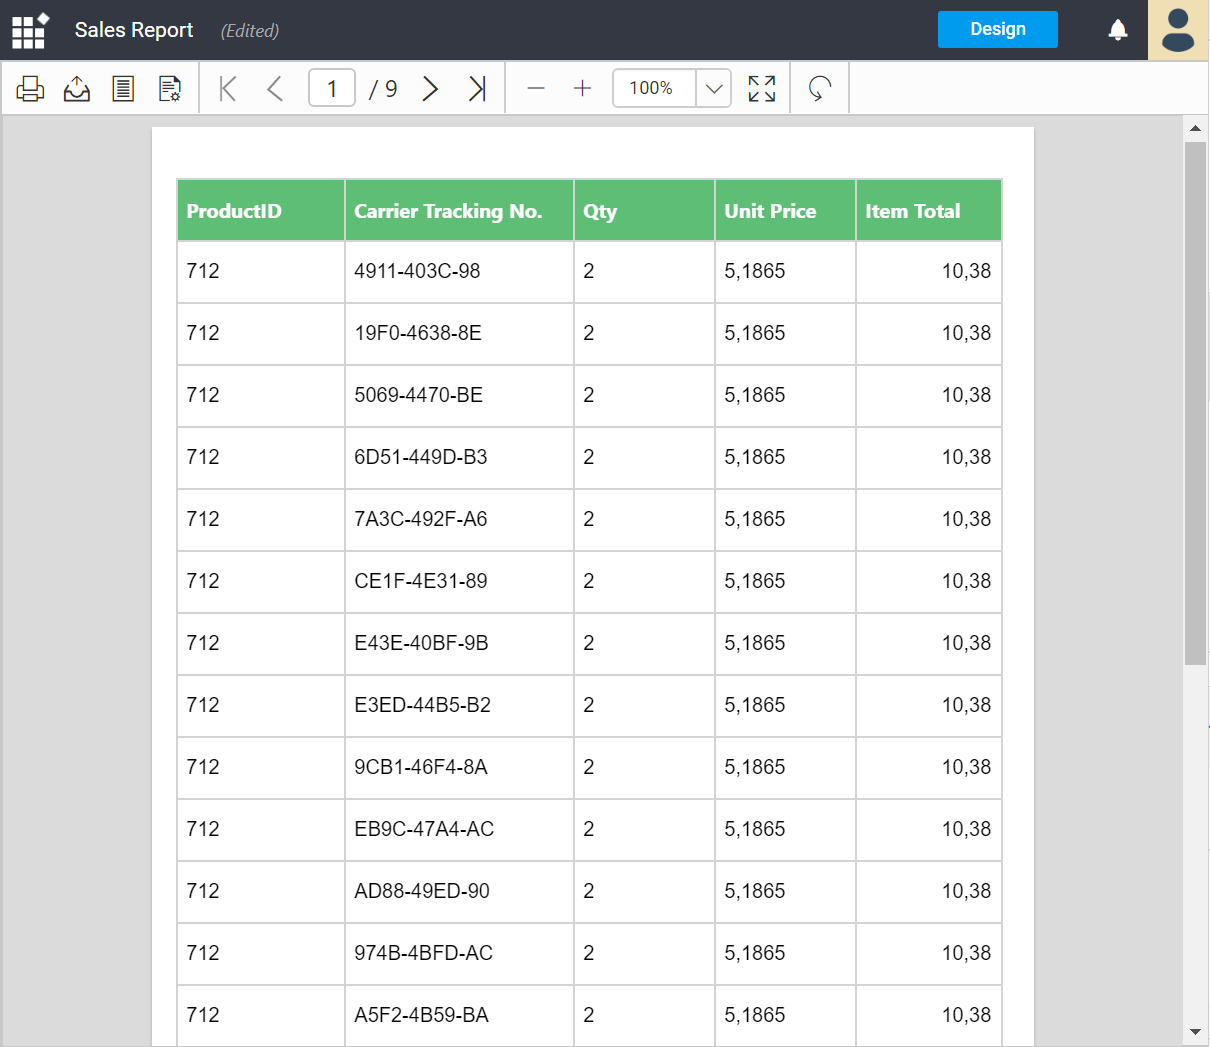 Sales Report (Edited) Design
1 / 9 100%
ProductID Carrier Tracking No. Qty Unit Price Item Total
712 4911-403C-98 2 5,1865 10,38
712 19F0-4638-8E 2 5,1865 10,38
712 5069-4470-BE 2 5,1865 10,38
712 6D51-449D-B3 2 5,1865 10,38
712 7A3C-492F-A6 2 5,1865 10,38
712 CE1F-4E31-89 2 5,1865 10,38
712 E43E-40BF-9B 2 5,1865 10,38
712 E3ED-44B5-B2 2 5,1865 10,38
712 9CB1-46F4-8A 2 5,1865 10,38
712 EB9C-47A4-AC 2 5,1865 10,38
712 AD88-49ED-90 2 5,1865 10,38
712 974B-4BFD-AC 2 5,1865 10,38
712 A5F2-4B59-BA 2 5,1865 10,38